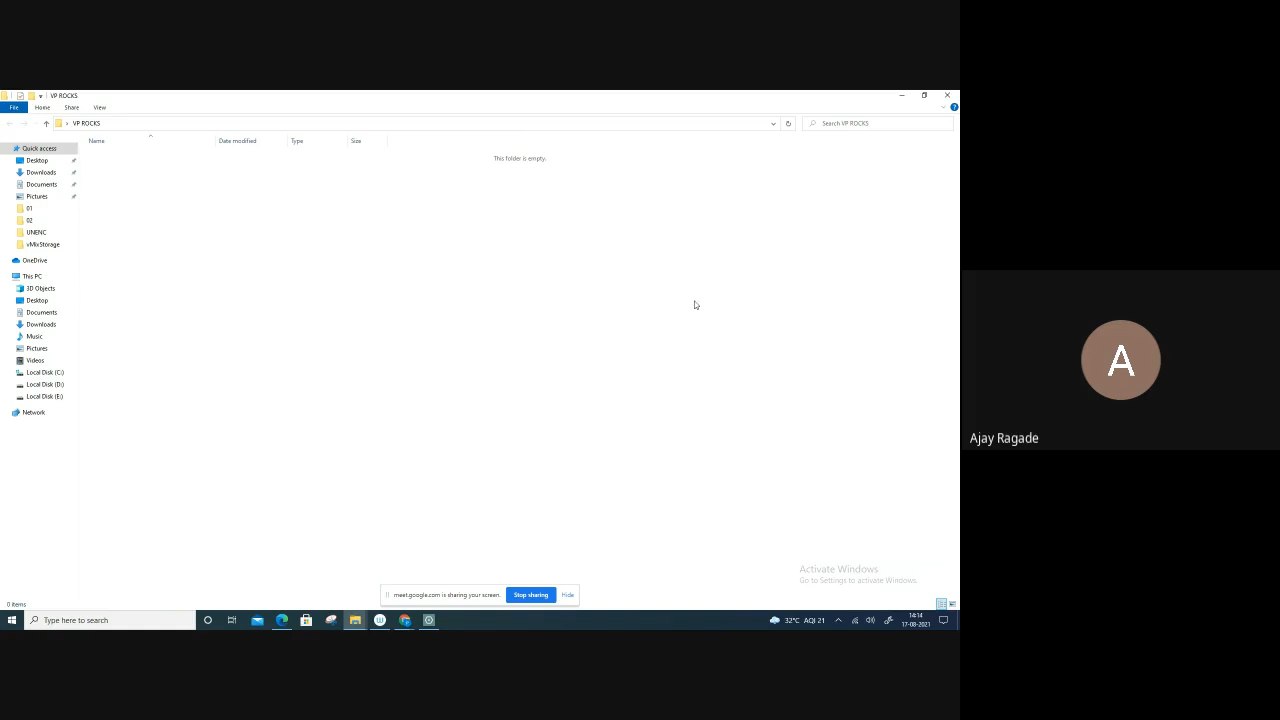 VP ROCKS
File Home Share View
VP ROCKS
Search VP ROCKS
Name Date modified Type Size
This folder is empty.
Quick access
Desktop
Downloads
Documents
Pictures
01
02
UNENC
vMixStorage
OneDrive
This PC
3D Objects
Desktop
Documents
Downloads
Music
Pictures
Videos
Local Disk (C:)
Local Disk (D:)
Local Disk (E:)
Network
A
Ajay Ragade
Activate Windows
Go to Settings to activate Windows.
meet.google.com is sharing your screen. Stop sharing Hide
0 items
Type here to search
32°C AQI 21
14:14
17-08-2021